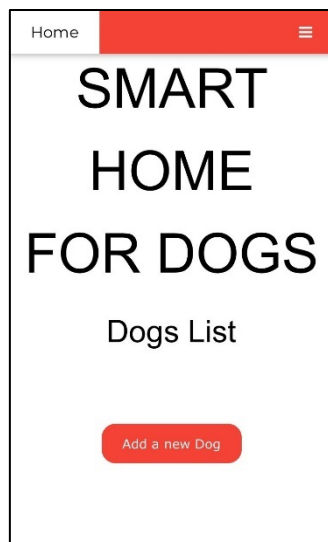 Home
SMART
HOME
FOR DOGS
Dogs List
Add a new Dog